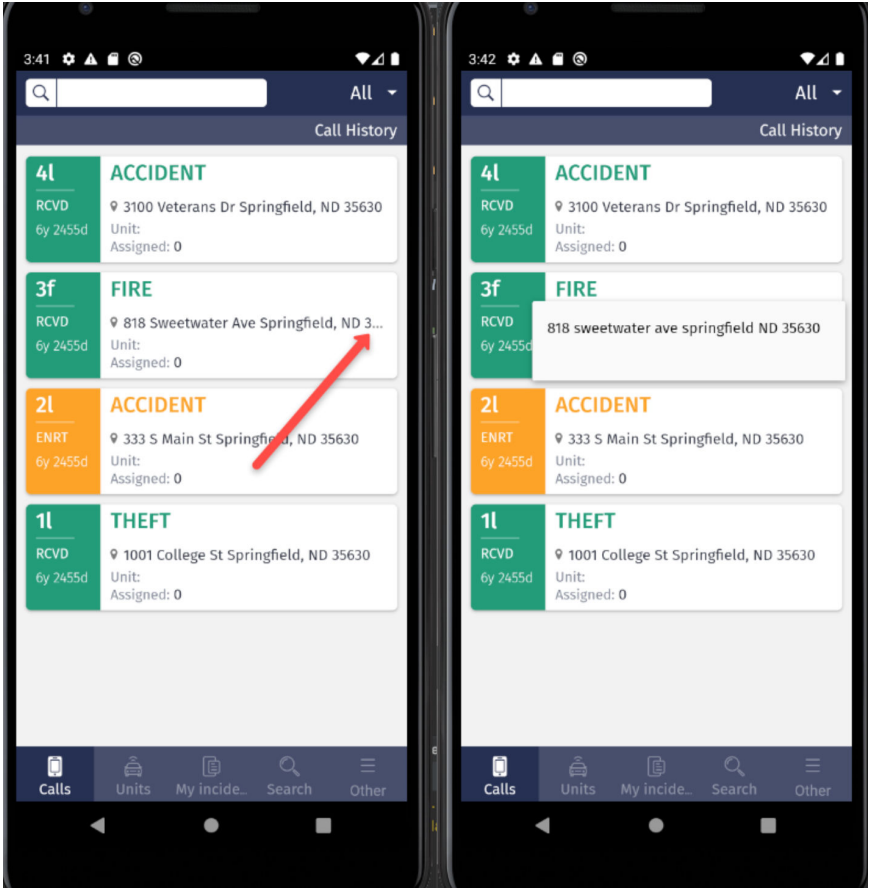 3:41
All
Call History
4l
ACCIDENT
RCVD
3100 Veterans Dr Springfield, ND 35630
6y 2455d
Unit:
Assigned: 0
3f
FIRE
RCVD
818 Sweetwater Ave Springfield, ND 3...
6y 2455d
Unit:
Assigned: 0
2l
ACCIDENT
ENRT
333 S Main St Springfield, ND 35630
6y 2455d
Unit:
Assigned: 0
1l
THEFT
RCVD
1001 College St Springfield, ND 35630
6y 2455d
Unit:
Assigned: 0
Calls
Units
My incide...
Search
Other
3:42
All
Call History
4l
ACCIDENT
RCVD
3100 Veterans Dr Springfield, ND 35630
6y 2455d
Unit:
Assigned: 0
3f
FIRE
RCVD
818 sweetwater ave springfield ND 35630
6y 2455d
2l
ACCIDENT
ENRT
333 S Main St Springfield, ND 35630
6y 2455d
Unit:
Assigned: 0
1l
THEFT
RCVD
1001 College St Springfield, ND 35630
6y 2455d
Unit:
Assigned: 0
Calls
Units
My incide...
Search
Other